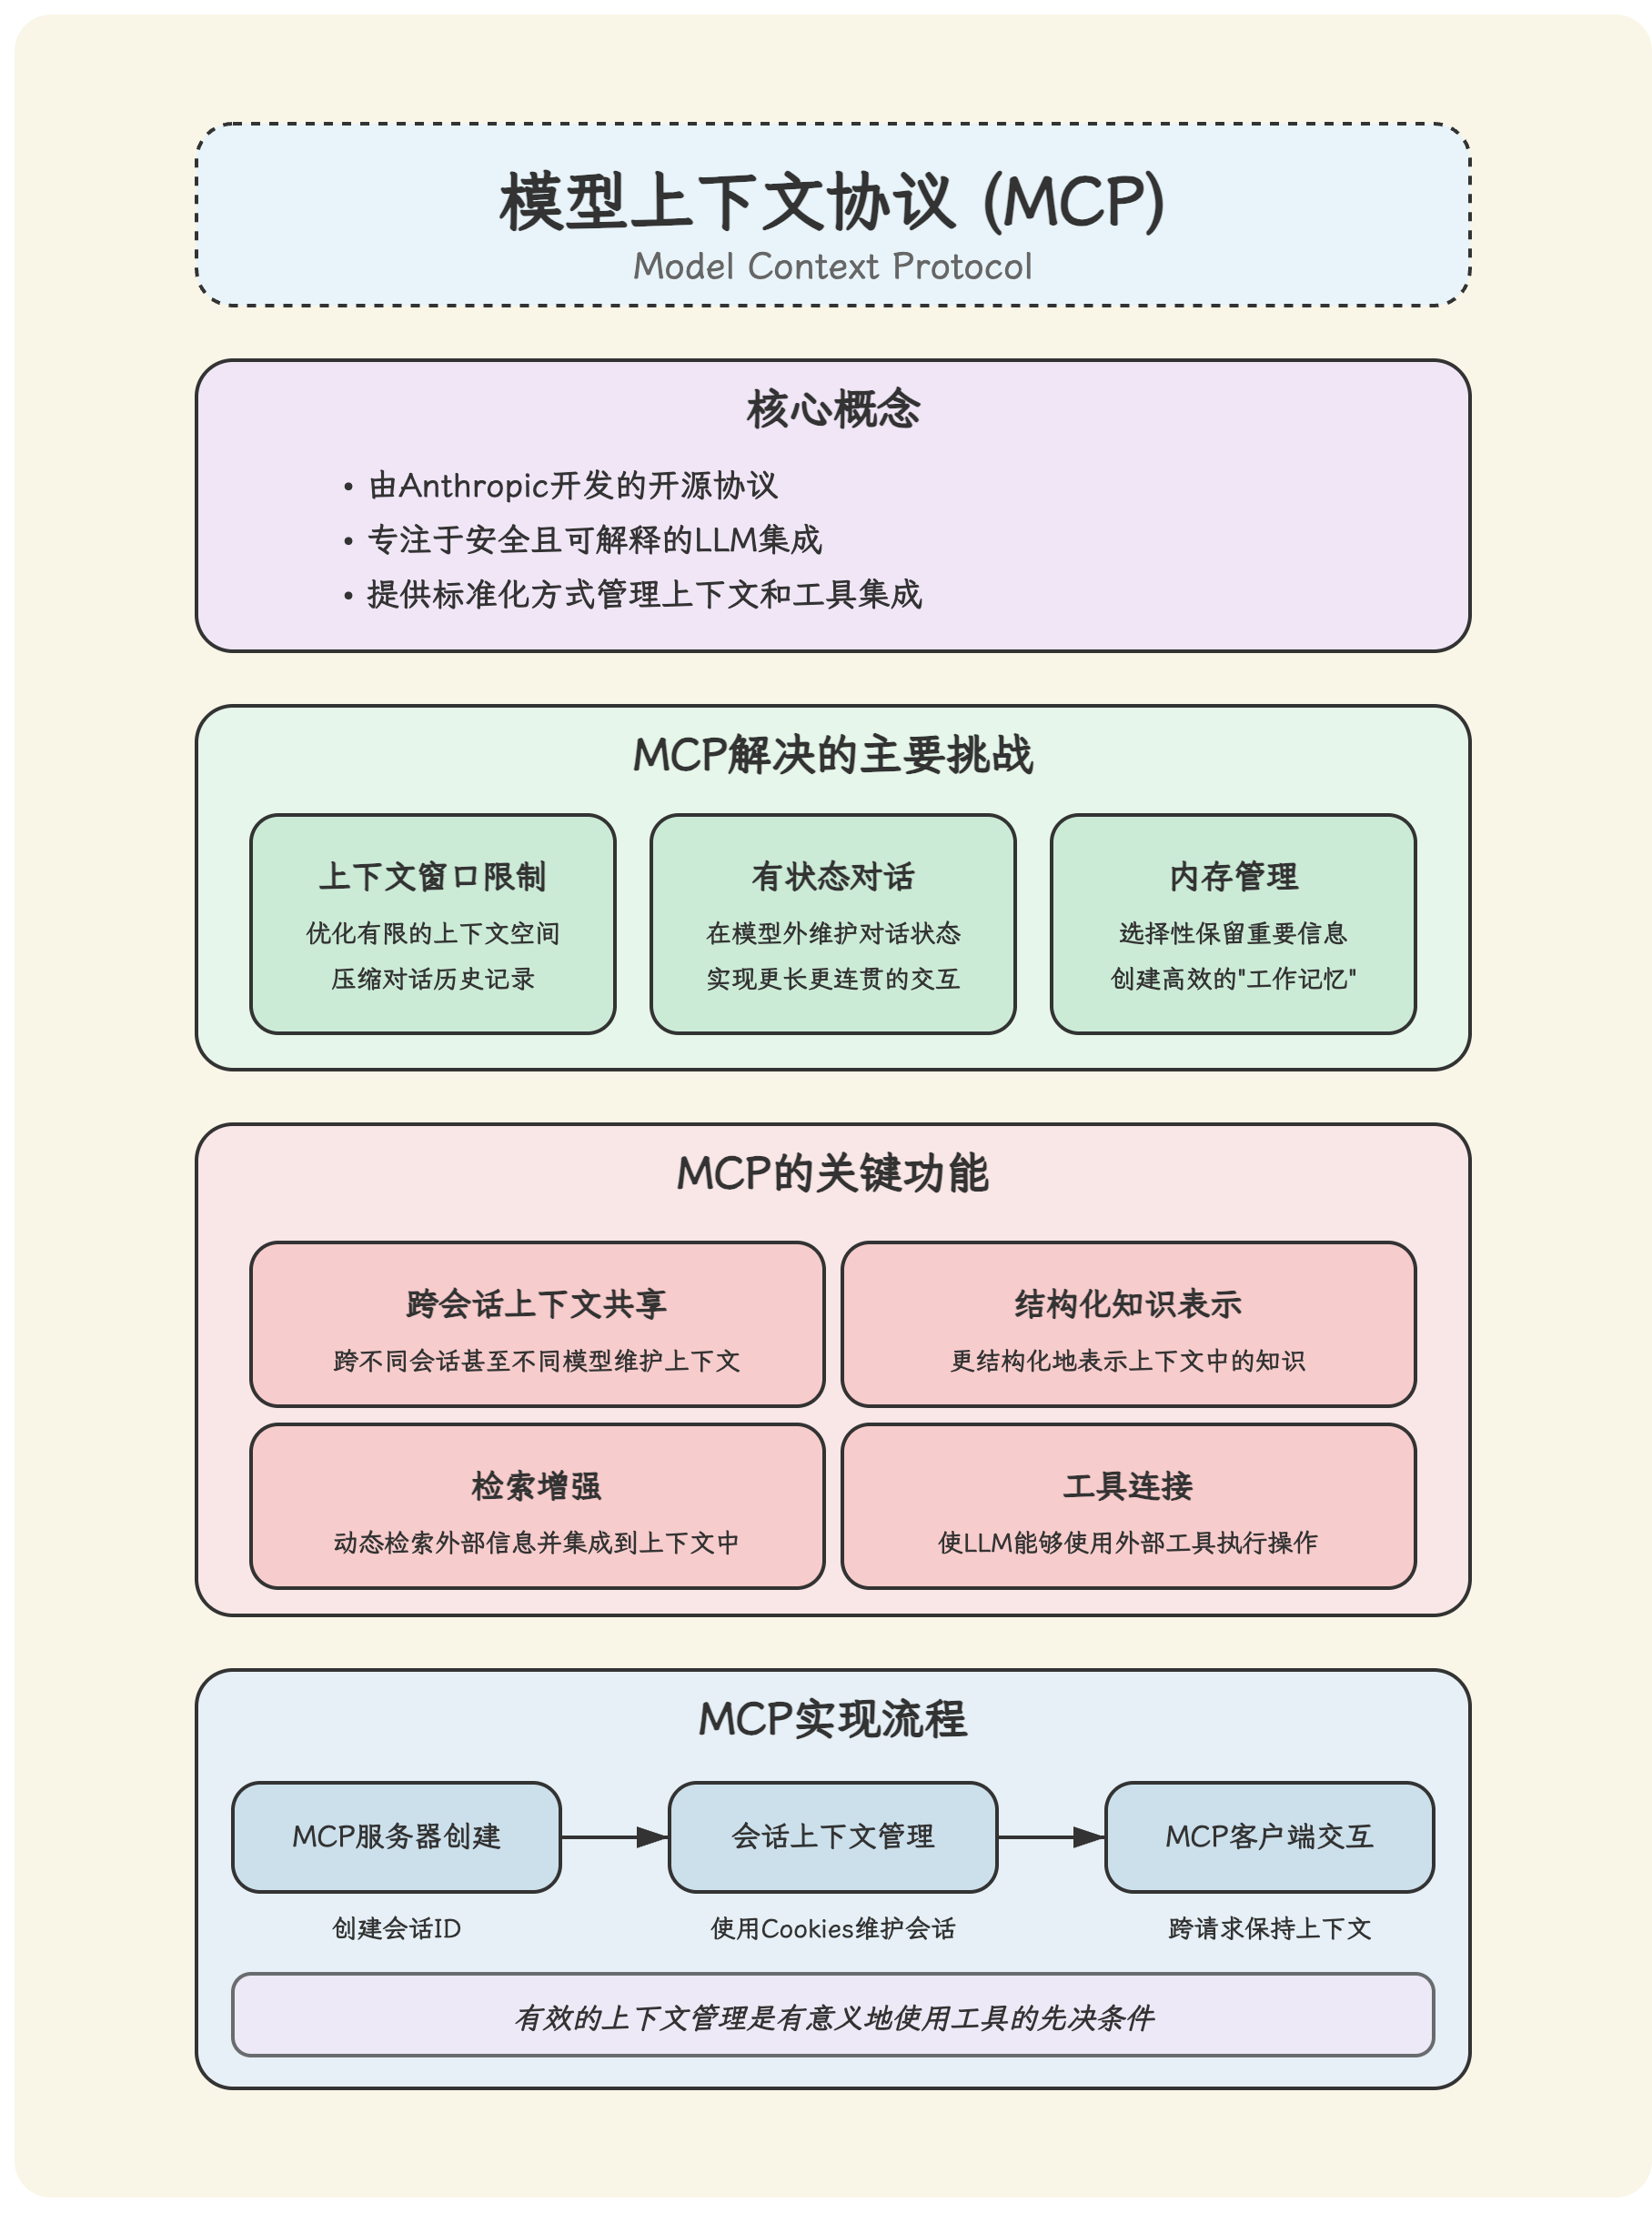 模型上下文协议 (MCP)
Model Context Protocol
核心概念
• 由Anthropic开发的开源协议
• 专注于安全且可解释的LLM集成
• 提供标准化方式管理上下文和工具集成
MCP解决的主要挑战
上下文窗口限制
优化有限的上下文空间
压缩对话历史记录
有状态对话
在模型外维护对话状态
实现更长更连贯的交互
内存管理
选择性保留重要信息
创建高效的"工作记忆"
MCP的关键功能
跨会话上下文共享
跨不同会话甚至不同模型维护上下文
结构化知识表示
更结构化地表示上下文中的知识
检索增强
动态检索外部信息并集成到上下文中
工具连接
使LLM能够使用外部工具执行操作
MCP实现流程
MCP服务器创建
创建会话ID
会话上下文管理
使用Cookies维护会话
MCP客户端交互
跨请求保持上下文
有效的上下文管理是有意义地使用工具的先决条件